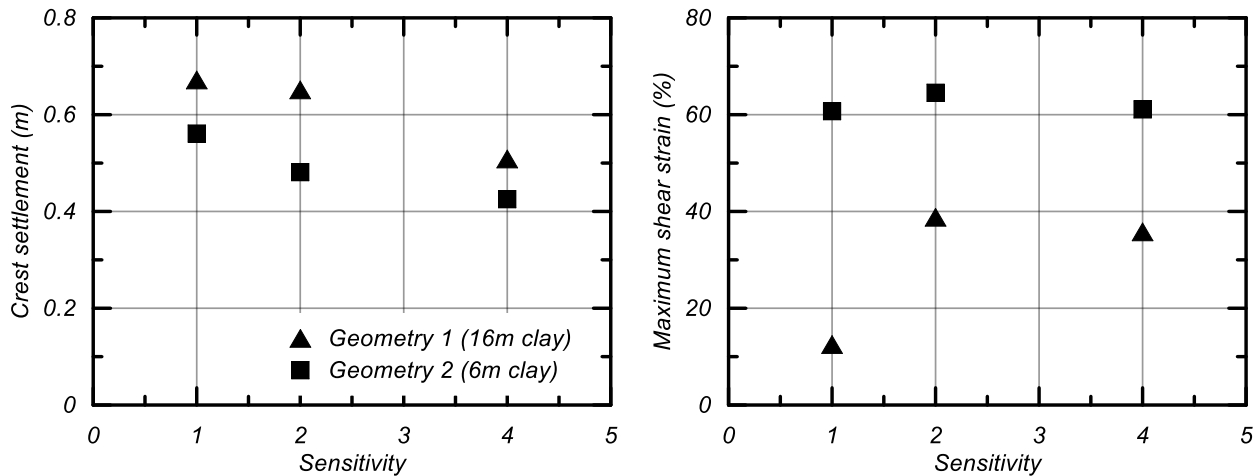 Crest settlement (m)
0.8
0.6
0.4
0.2
0
0 1 2 3 4 5
Sensitivity
Geometry 1 (16m clay)
Geometry 2 (6m clay)
Maximum shear strain (%)
80
60
40
20
0
0 1 2 3 4 5
Sensitivity